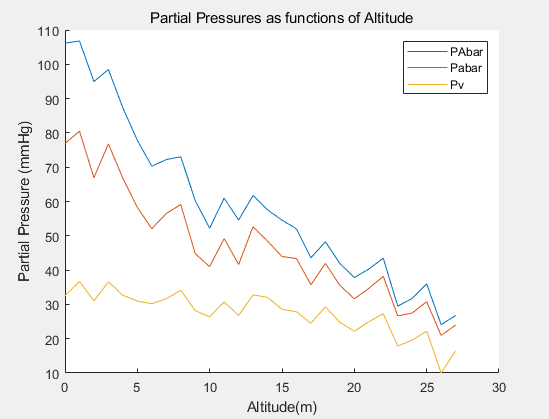 Partial Pressures as functions of Altitude
110
100
90
80
70
60
50
40
30
20
10
Partial Pressure (mmHg)
PAbar
Pabar
Pv
0 5 10 15 20 25 30
Altitude(m)